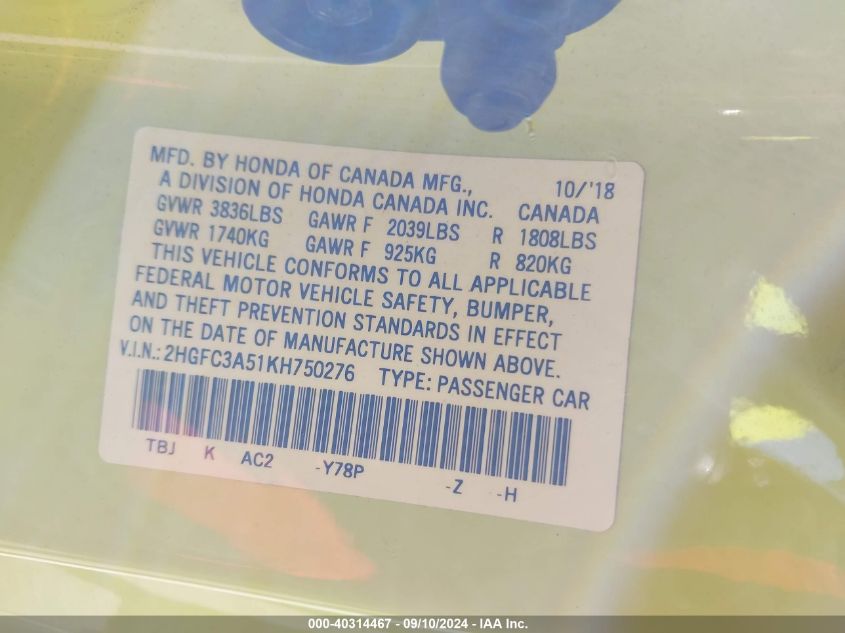 MFD. BY HONDA OF CANADA MFG., 10/'18
A DIVISION OF HONDA CANADA INC. CANADA
GVWR 3836LBS GAWR F 2039LBS R 1808LBS
GVWR 1740KG GAWR F 925KG R 820KG
THIS VEHICLE CONFORMS TO ALL APPLICABLE
FEDERAL MOTOR VEHICLE SAFETY, BUMPER,
AND THEFT PREVENTION STANDARDS IN EFFECT
ON THE DATE OF MANUFACTURE SHOWN ABOVE.
V.I.N.: 2HGFC3A51KH750276 TYPE: PASSENGER CAR
TBJ K AC2 -Y78P -Z -H
000-40314467 - 09/10/2024 - IAA Inc.